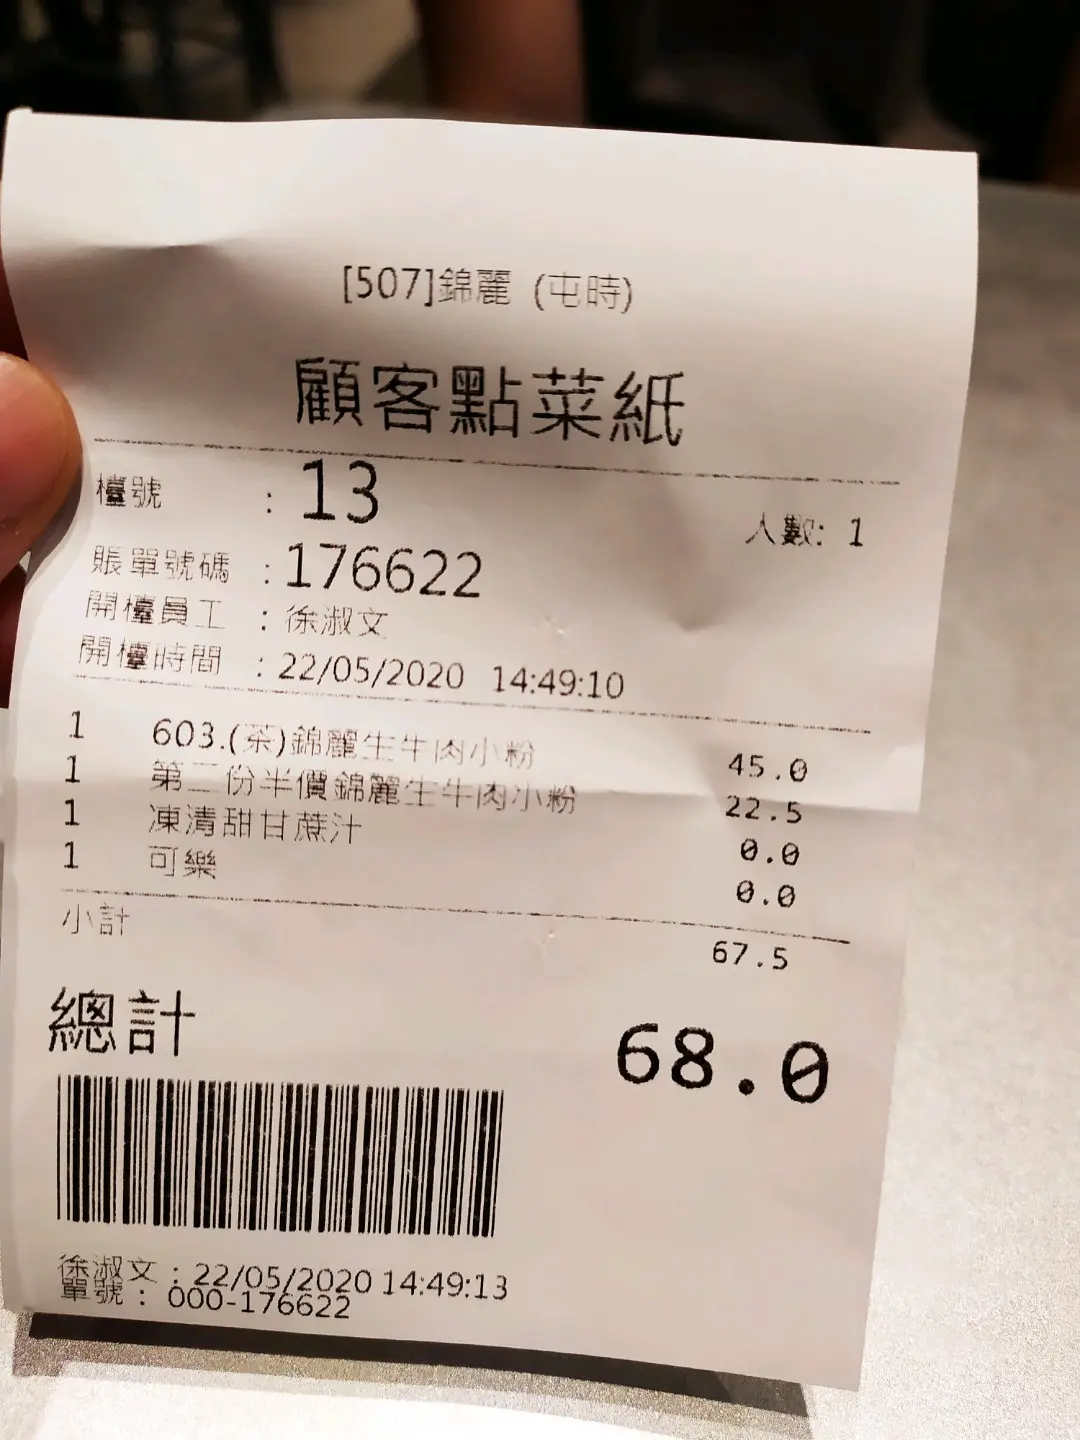 [507]錦麗 (屯時)
顧客點菜紙
檯號 : 13 人數: 1
賬單號碼 : 176622
開檯員工 : 徐淑文
開檯時間 : 22/05/2020 14:49:10
1 603.(茶)錦麗生牛肉小粉 45.0
1 第二份半價錦麗生牛肉小粉 22.5
1 凍清甜甘蔗汁 0.0
1 可樂 0.0
小計 67.5
總計 68.0
徐淑文 : 22/05/2020 14:49:13
單號 : 000-176622